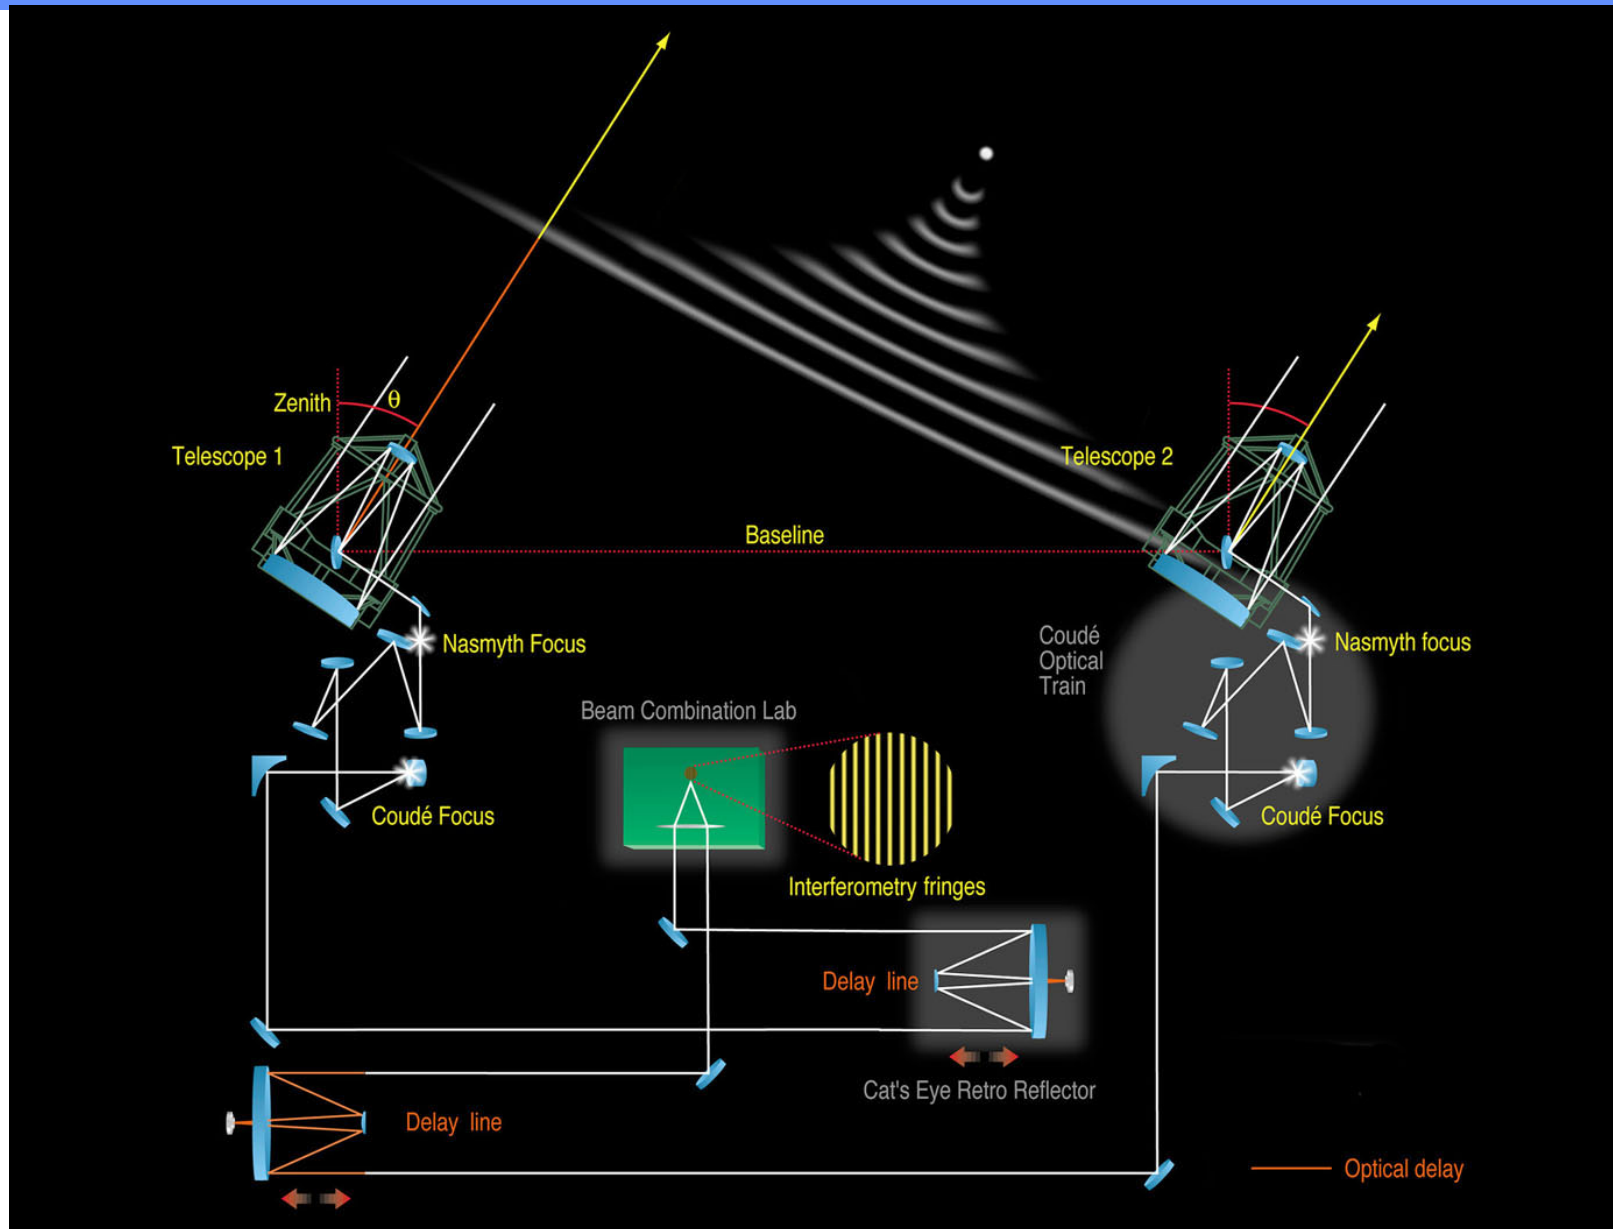 Zenith
θ
Telescope 1
Telescope 2
Baseline
Nasmyth Focus
Coudé
Optical
Train
Nasmyth focus
Beam Combination Lab
Coudé Focus
Coudé Focus
Interferometry fringes
Delay line
Cat's Eye Retro Reflector
Delay line
Optical delay